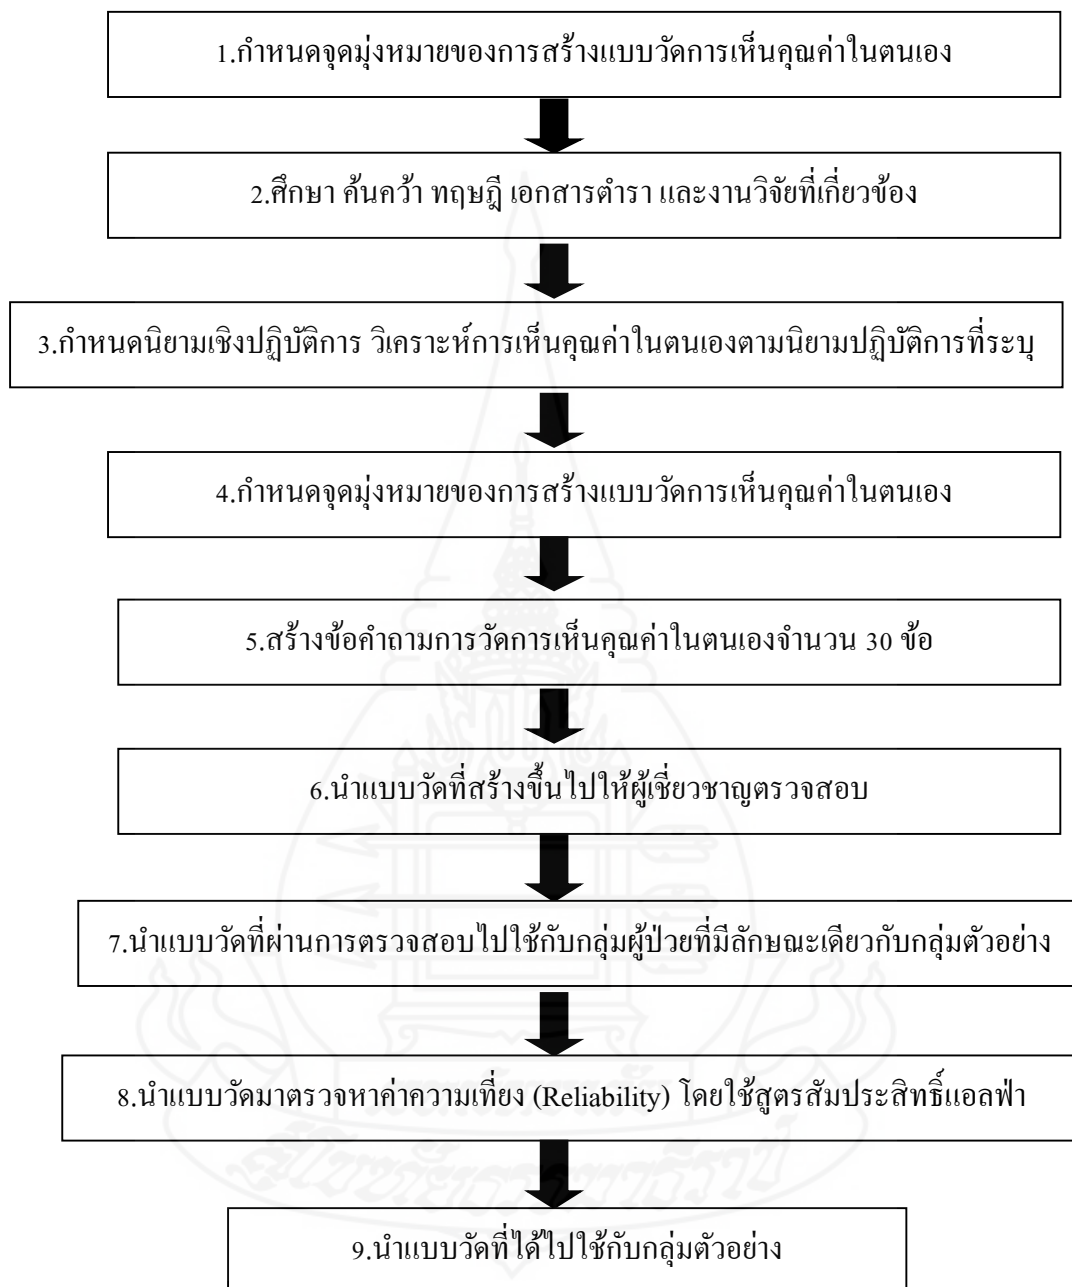 1.กำหนดจุดมุ่งหมายของการสร้างแบบวัดการเห็นคุณค่าในตนเอง
2.ศึกษา ค้นคว้า ทฤษฎี เอกสารตำรา และงานวิจัยที่เกี่ยวข้อง
3.กำหนดนิยามเชิงปฏิบัติการ วิเคราะห์การเห็นคุณค่าในตนเองตามนิยามปฏิบัติการที่ระบุ
4.กำหนดจุดมุ่งหมายของการสร้างแบบวัดการเห็นคุณค่าในตนเอง
5.สร้างข้อคำถามการวัดการเห็นคุณค่าในตนเองจำนวน 30 ข้อ
6.นำแบบวัดที่สร้างขึ้นไปให้ผู้เชี่ยวชาญตรวจสอบ
7.นำแบบวัดที่ผ่านการตรวจสอบไปใช้กับกลุ่มผู้ป่วยที่มีลักษณะเดียวกับกลุ่มตัวอย่าง
8.นำแบบวัดมาตรวจหาค่าความเที่ยง (Reliability) โดยใช้สูตรสัมประสิทธิ์แอลฟ่า
9.นำแบบวัดที่ได้ไปใช้กับกลุ่มตัวอย่าง